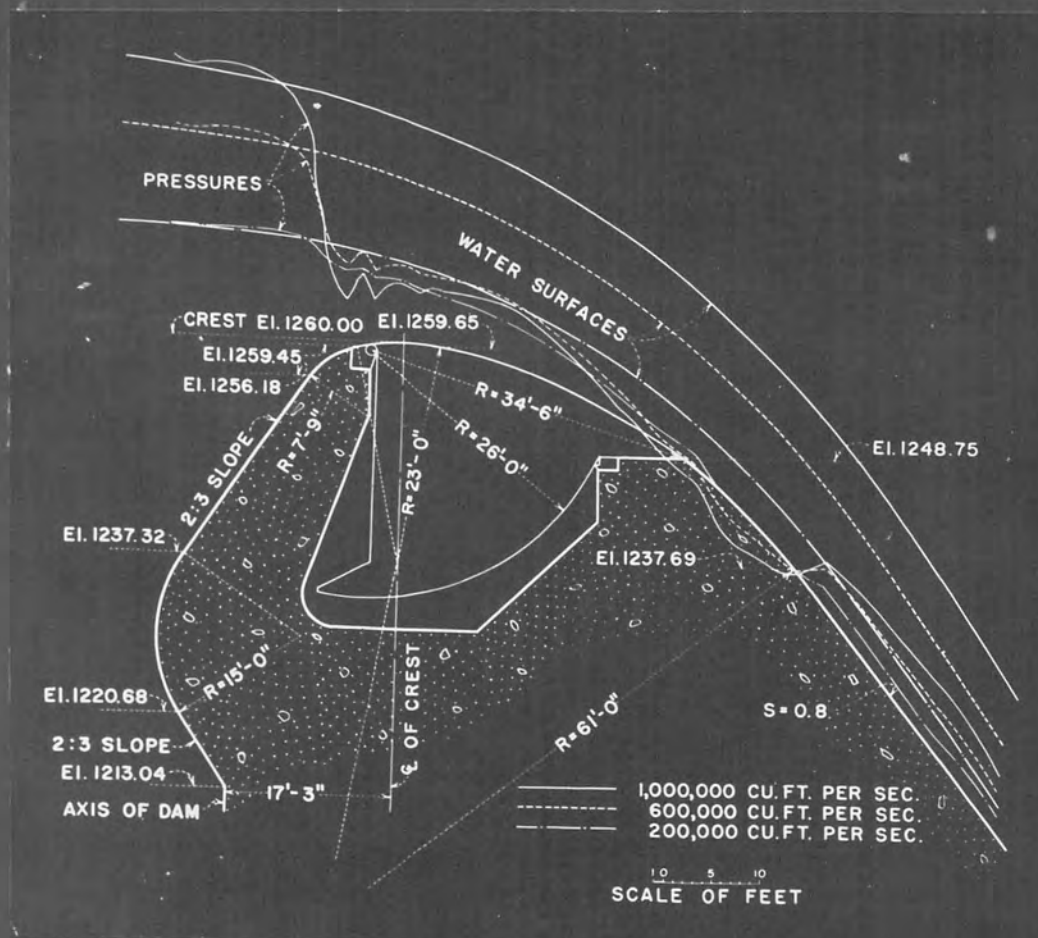 PRESSURES
WATER SURFACES
CREST El. 1260.00 El. 1259.65
El. 1259.45
El. 1256.18
2:3 SLOPE
R=7'-9"
R=34'-6"
R=26'-0"
R=23'-0"
El. 1248.75
El. 1237.32
El. 1237.69
R=15'-0"
El. 1220.68
2:3 SLOPE
El. 1213.04
AXIS OF DAM
17'-3"
℄ OF CREST
R=61'-0"
S=0.8
1,000,000 CU. FT. PER SEC.
600,000 CU. FT. PER SEC.
200,000 CU. FT. PER SEC.
1 0 5 10
SCALE OF FEET